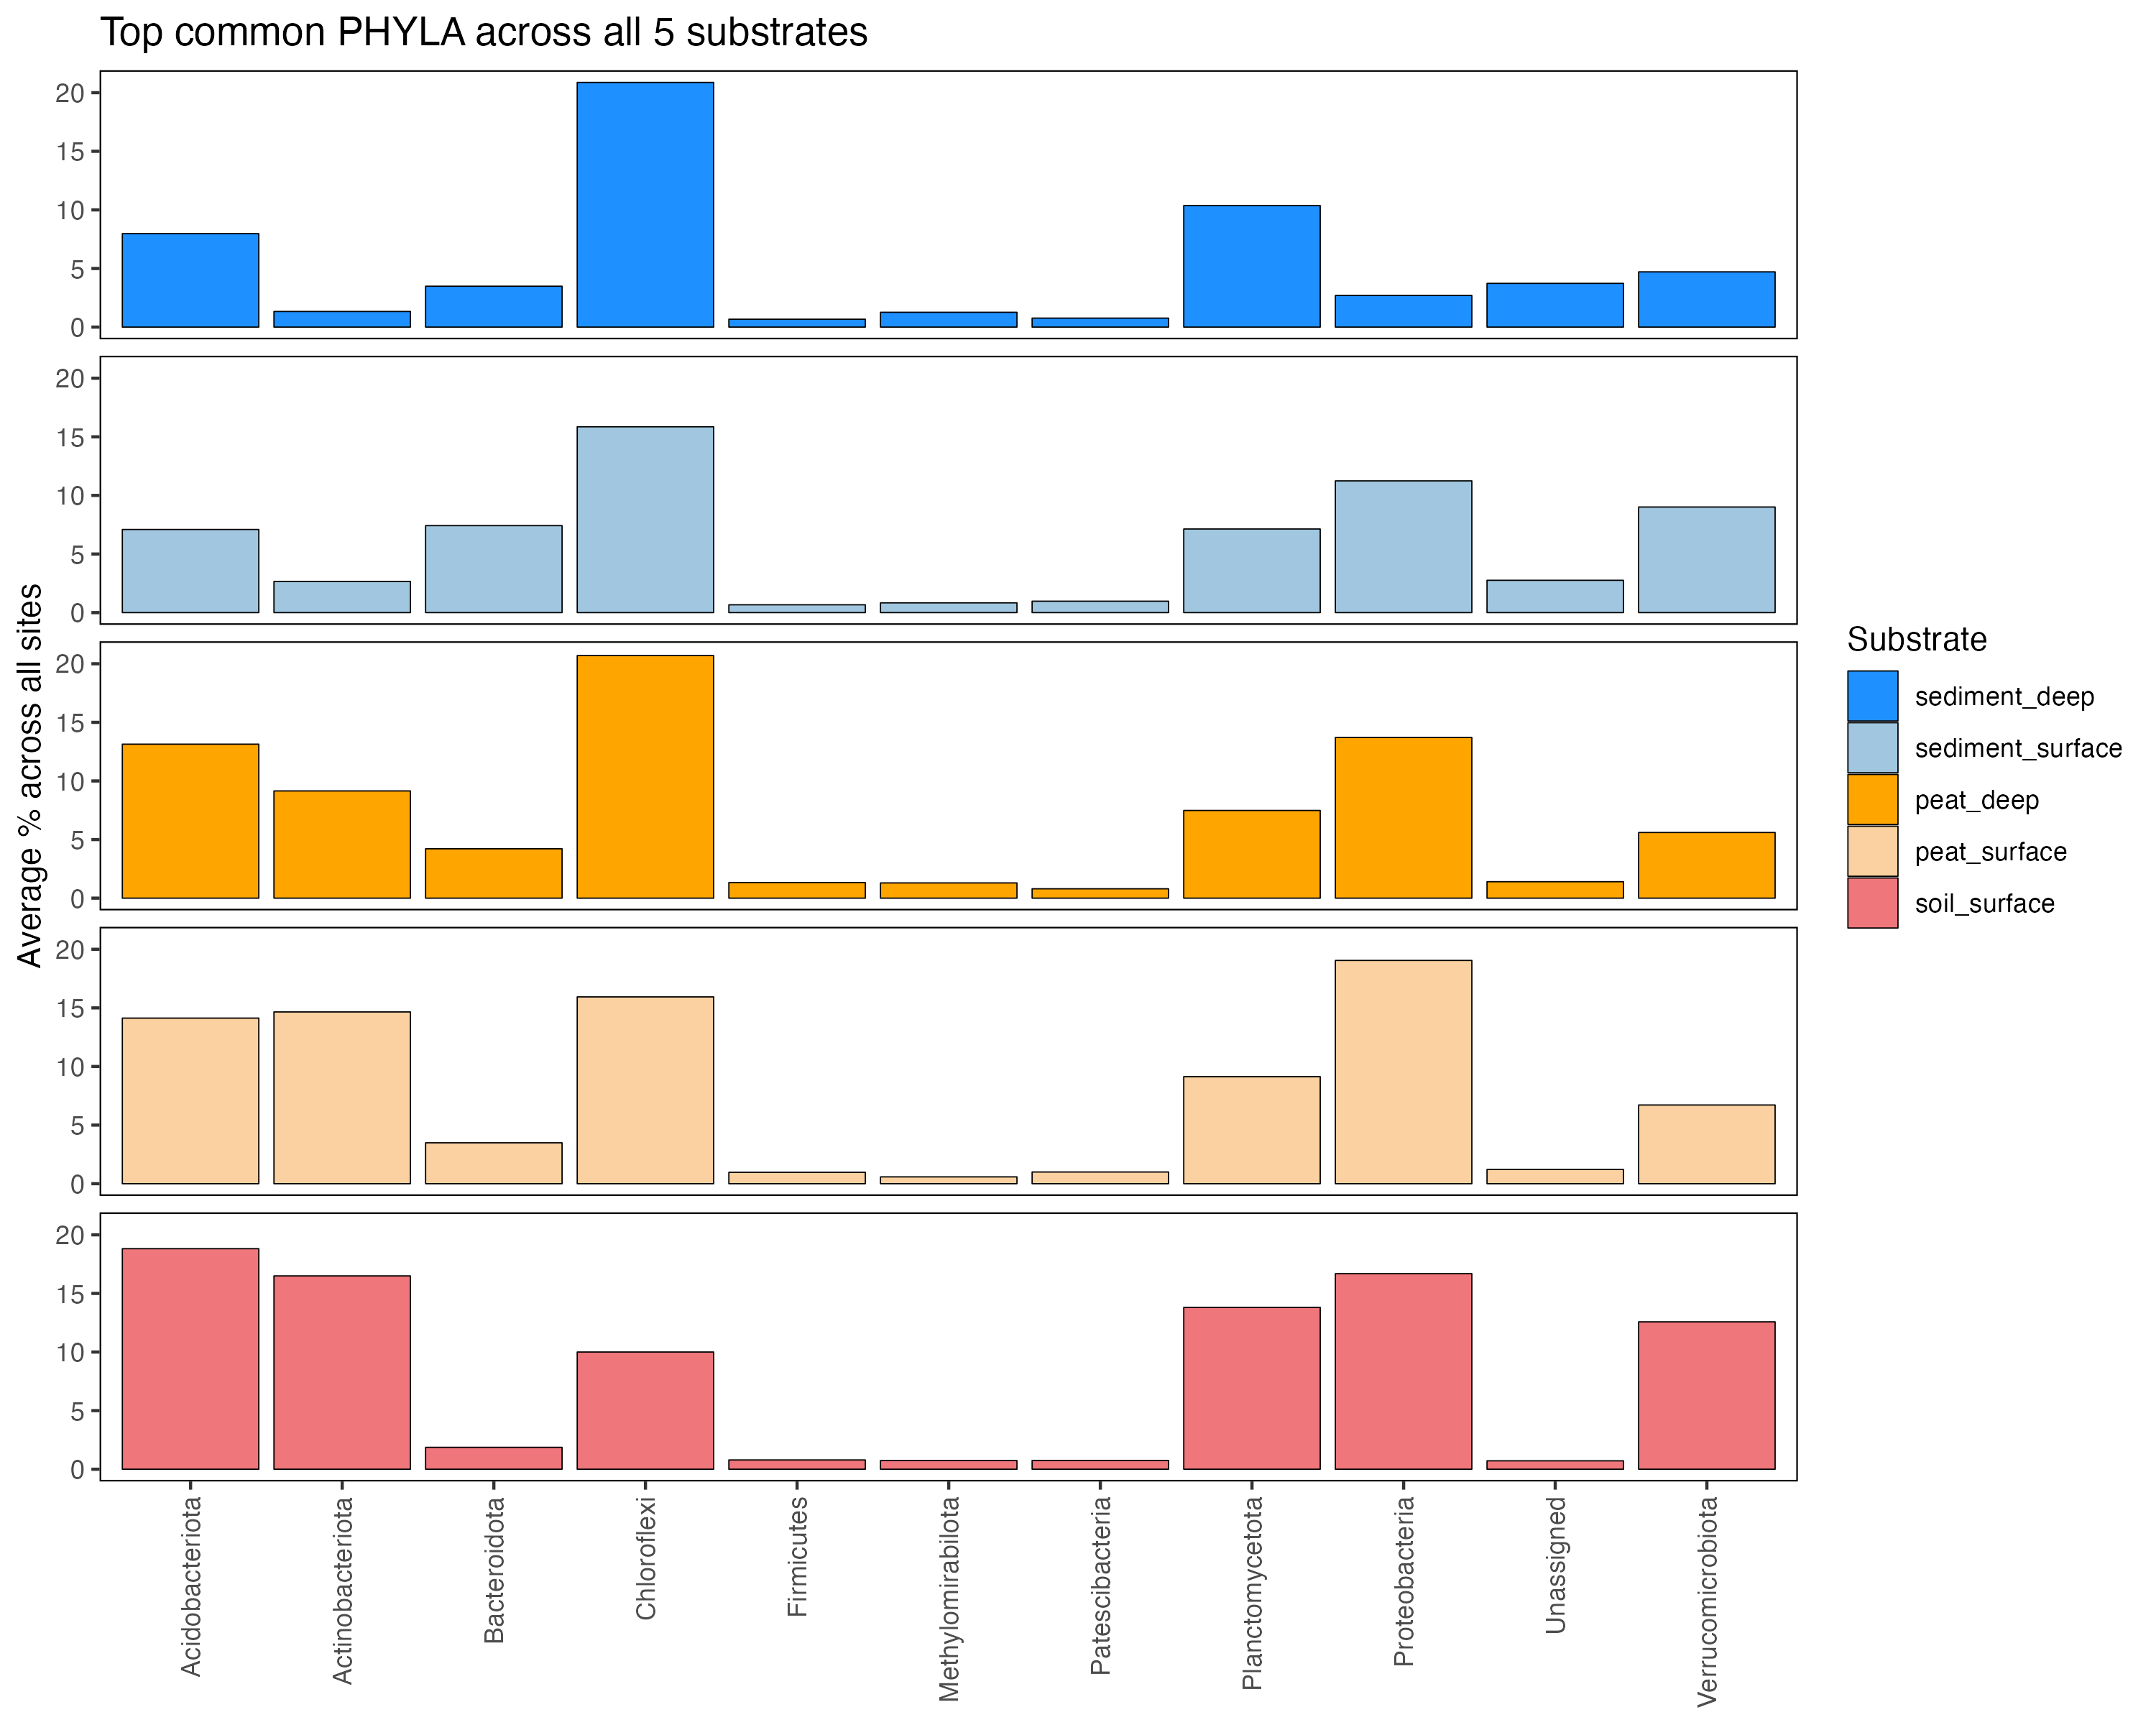 Top common PHYLA across all 5 substrates
Average % across all sites
20
15
10
5
0
20
15
10
5
0
20
15
10
5
0
20
15
10
5
0
20
15
10
5
0
Acidobacteriota
Actinobacteriota
Bacteroidota
Chloroflexi
Firmicutes
Methylomirabilota
Patescibacteria
Planctomycetota
Proteobacteria
Unassigned
Verrucomicrobiota
Substrate
sediment_deep
sediment_surface
peat_deep
peat_surface
soil_surface